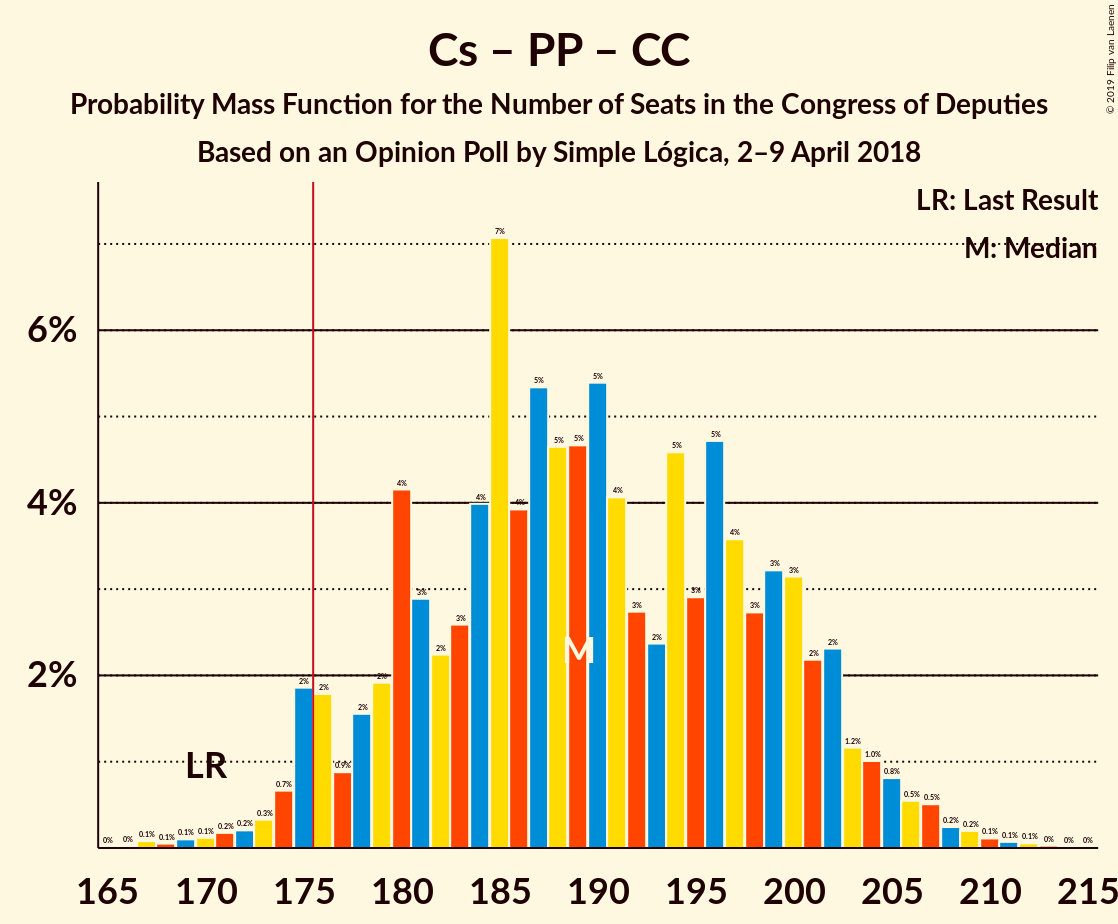 Cs – PP – CC
Probability Mass Function for the Number of Seats in the Congress of Deputies
Based on an Opinion Poll by Simple Lógica, 2–9 April 2018
© 2019 Filip van Laenen
LR: Last Result
M: Median
6%
4%
2%
LR
M
0% 0% 0.1% 0.1% 0.1% 0.1% 0.2% 0.2% 0.3% 0.7% 2% 2% 0.9% 2% 2% 4% 3% 2% 3% 4% 7% 4% 5% 5% 5% 5% 4% 3% 2% 5% 3% 5% 4% 3% 3% 3% 2% 2% 1.2% 1.0% 0.8% 0.5% 0.5% 0.2% 0.2% 0.1% 0.1% 0.1% 0% 0% 0%
165 170 175 180 185 190 195 200 205 210 215